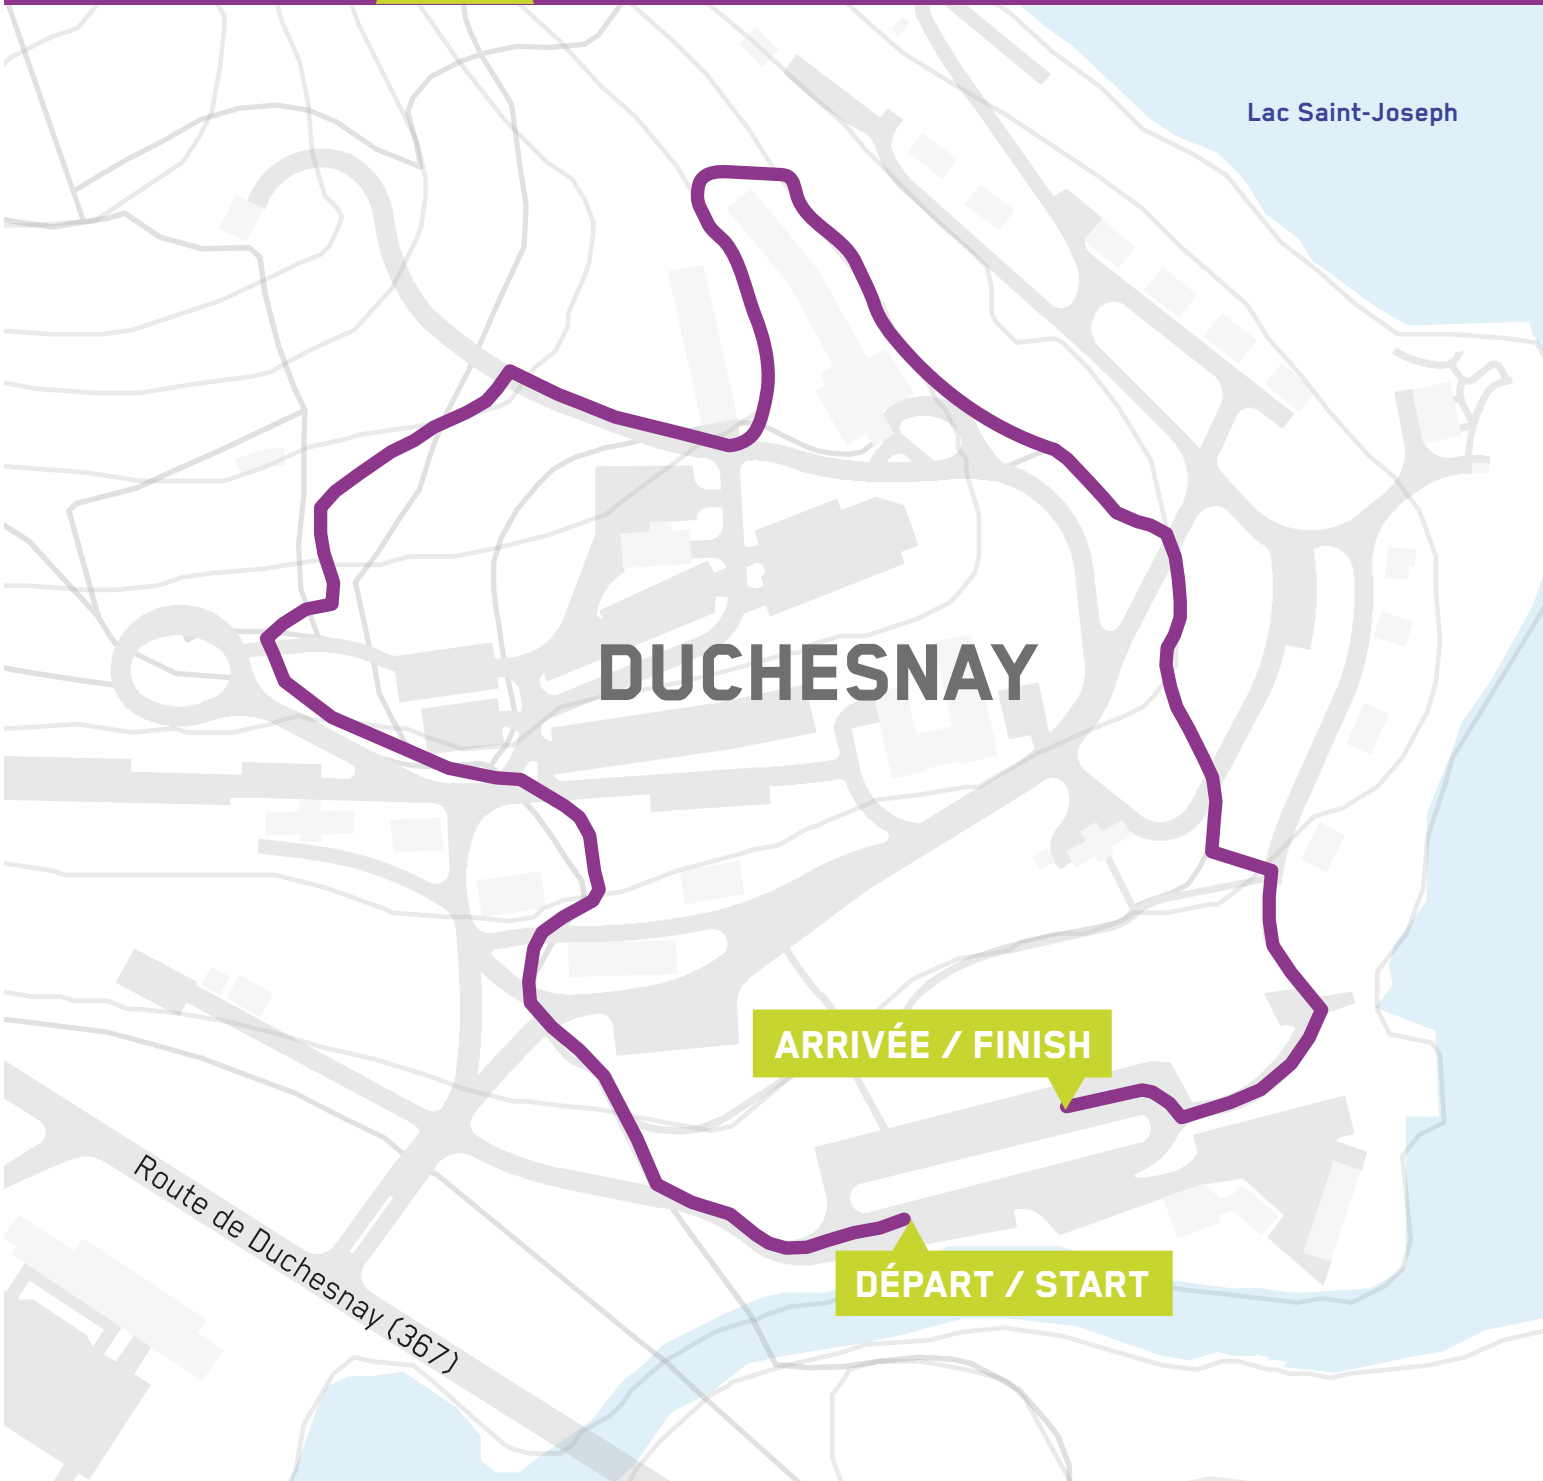 Lac Saint-Joseph
DUCHESNAY
ARRIVÉE / FINISH
DÉPART / START
Route de Duchesnay (367)